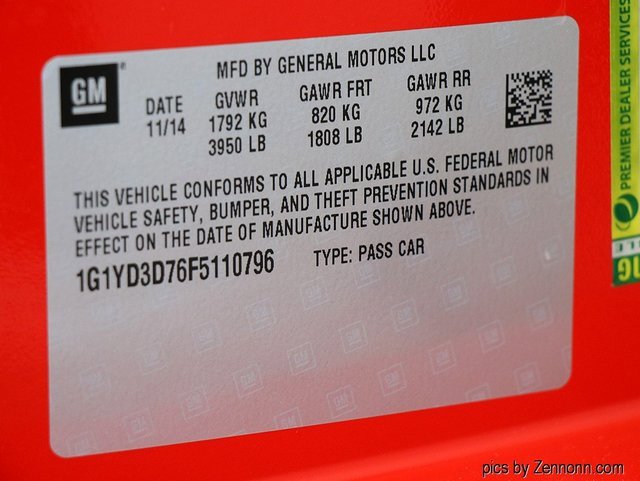 MFD BY GENERAL MOTORS LLC
GM
DATE GVWR GAWR FRT GAWR RR
11/14 1792 KG 820 KG 972 KG
3950 LB 1808 LB 2142 LB
THIS VEHICLE CONFORMS TO ALL APPLICABLE U.S. FEDERAL MOTOR
VEHICLE SAFETY, BUMPER, AND THEFT PREVENTION STANDARDS IN
EFFECT ON THE DATE OF MANUFACTURE SHOWN ABOVE.
1G1YD3D76F5110796 TYPE: PASS CAR
PREMIER DEALER SERVICES
pics by Zennonn.com